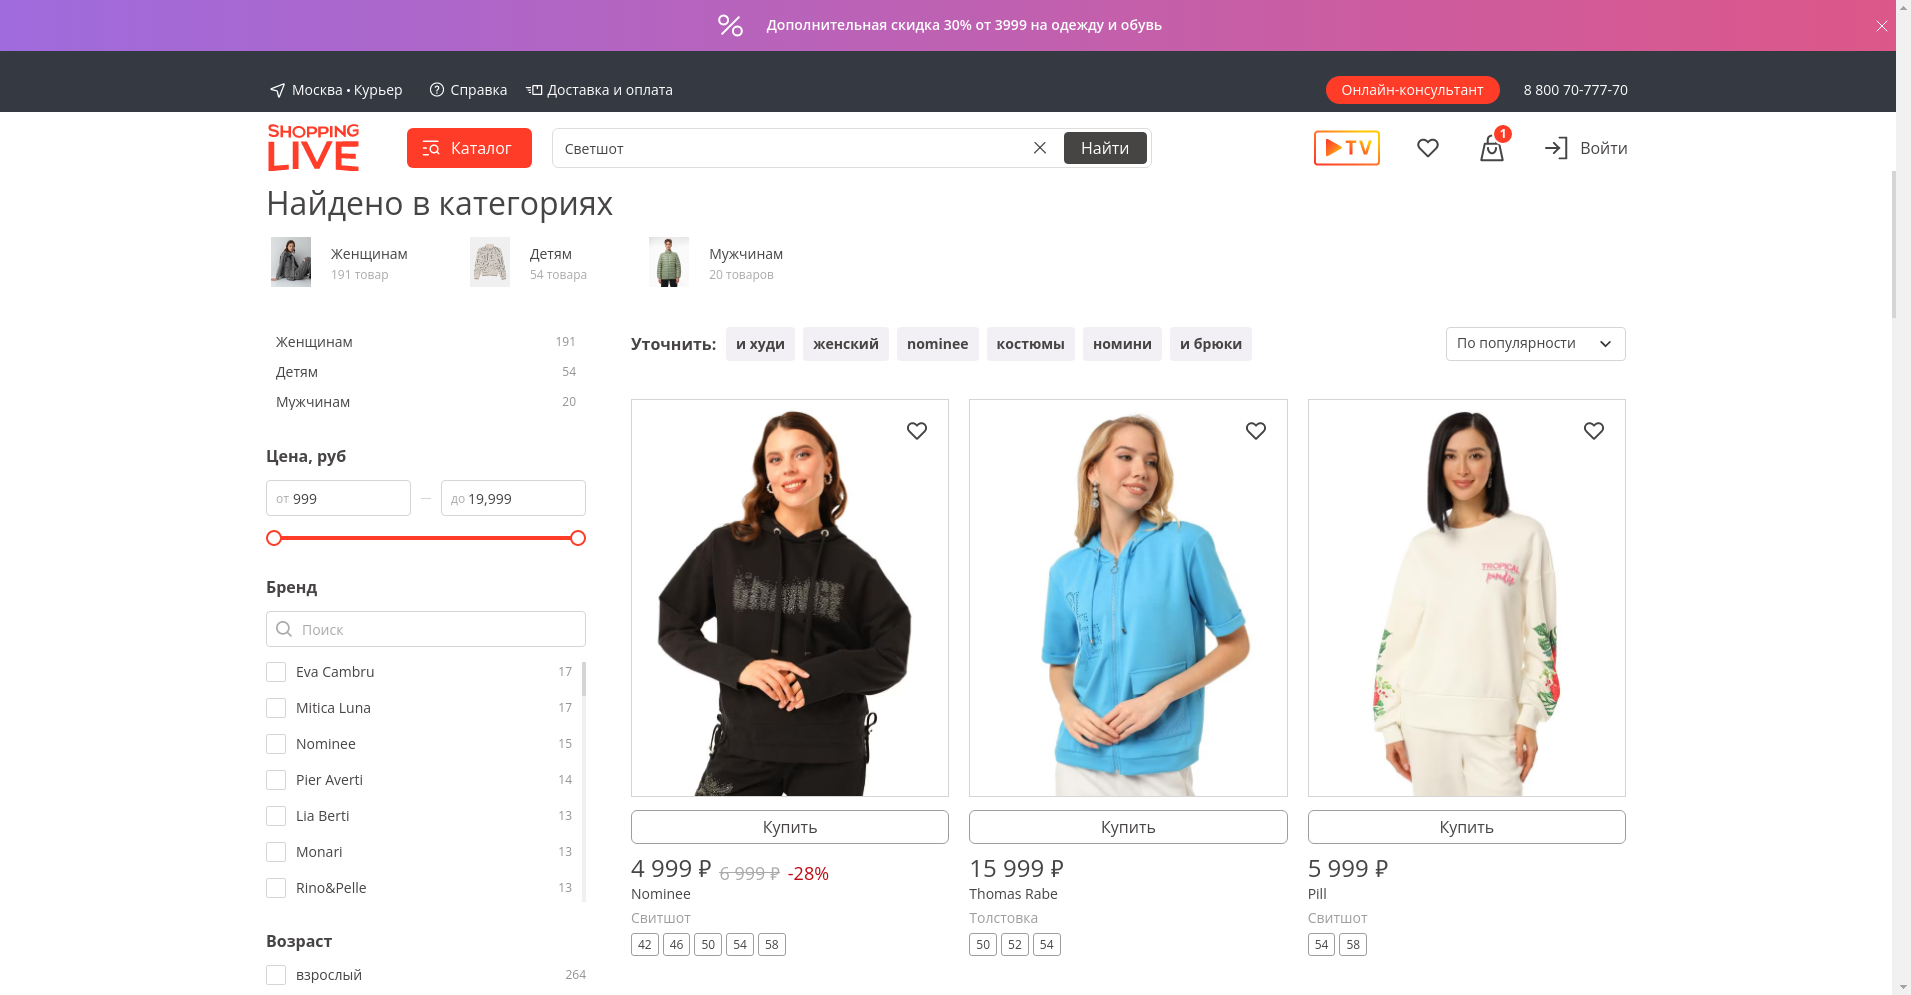 Дополнительная скидка 30% от 3999 на одежду и обувь
Москва • Курьер
Справка
Доставка и оплата
Онлайн-консультант
8 800 70-777-70
SHOPPING
LIVE
Каталог
Светшот
Найти
TV
1
Войти
Найдено в категориях
Женщинам
191 товар
Детям
54 товара
Мужчинам
20 товаров
Женщинам 191
Детям 54
Мужчинам 20
Цена, руб
от 999 — до 19,999
Бренд
Поиск
Eva Cambru 17
Mitica Luna 17
Nominee 15
Pier Averti 14
Lia Berti 13
Monari 13
Rino&Pelle 13
Возраст
взрослый 264
Уточнить: и худи женский nominee костюмы номини и брюки
По популярности
Купить
4 999 ₽ 6 999 ₽ -28%
Nominee
Свитшот
42 46 50 54 58
Купить
15 999 ₽
Thomas Rabe
Толстовка
50 52 54
TROPICAL
paradise
Купить
5 999 ₽
Pill
Свитшот
54 58